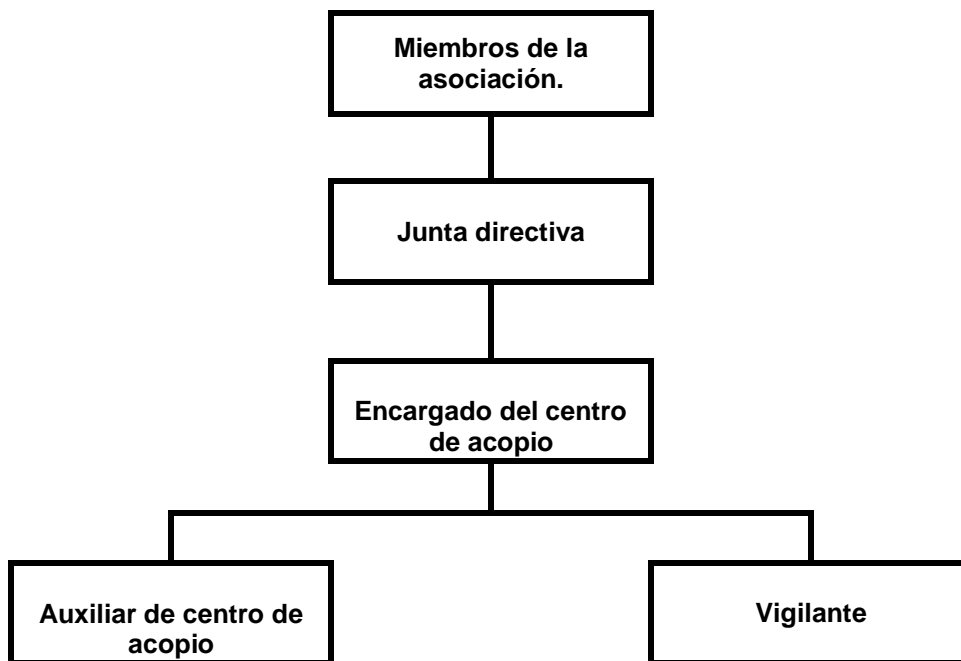 Miembros de la
asociación.
Junta directiva
Encargado del centro
de acopio
Auxiliar de centro de
acopio
Vigilante